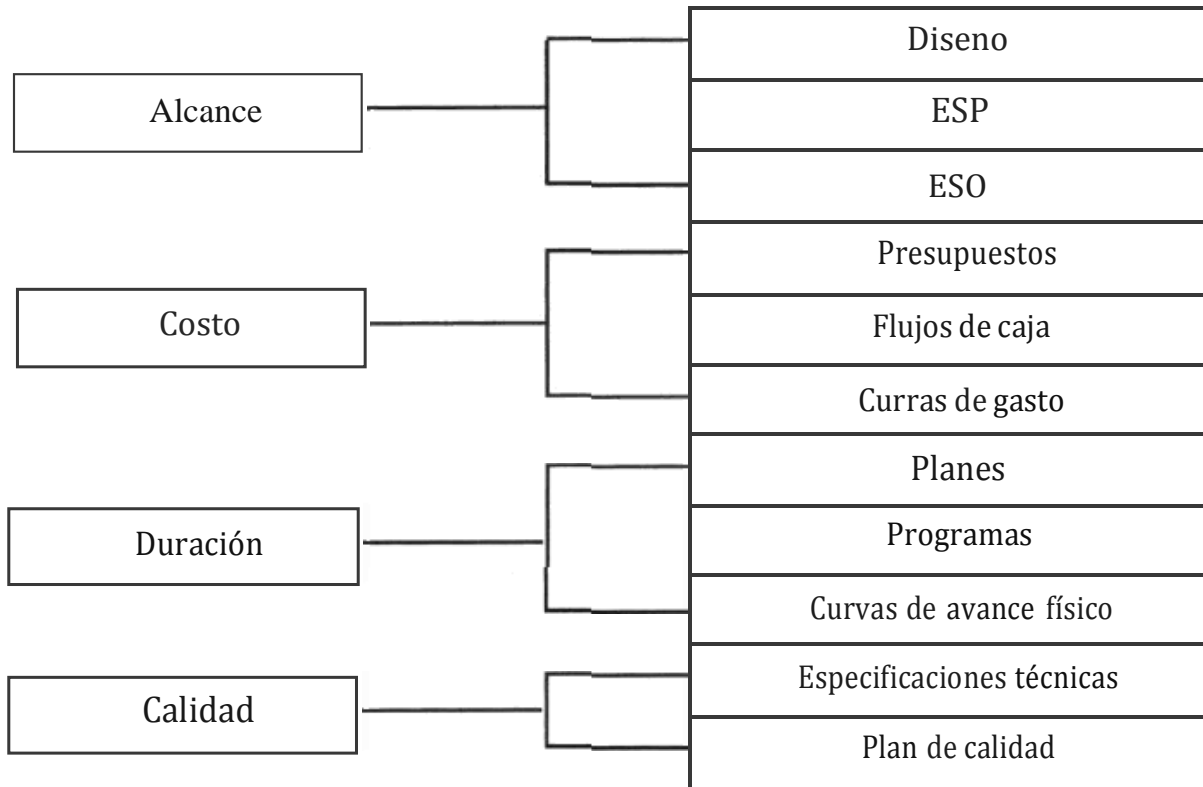 Alcance
Diseno
ESP
ESO
Costo
Presupuestos
Flujos de caja
Curras de gasto
Duración
Planes
Programas
Curvas de avance físico
Calidad
Especificaciones técnicas
Plan de calidad